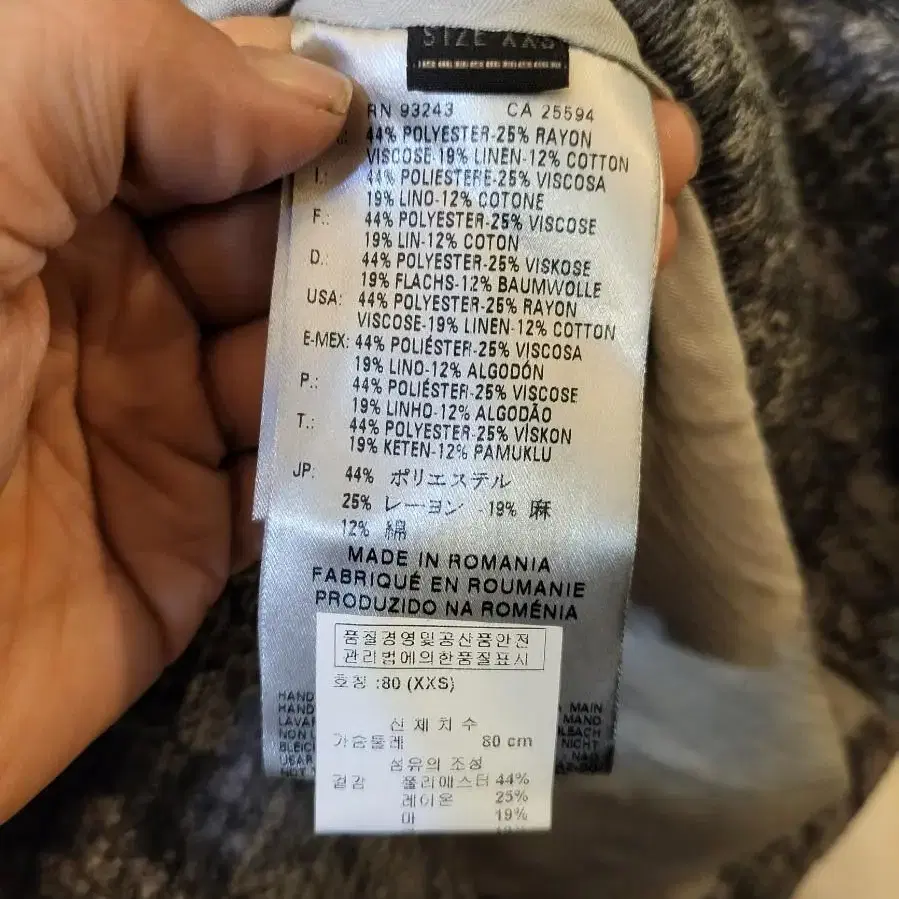 SIZE XXS
RN 93243 CA 25594
44% POLYESTER-25% RAYON
VISCOSE-19% LINEN-12% COTTON
I.: 44% POLIESTERE-25% VISCOSA
19% LINO-12% COTONE
F.: 44% POLYESTER-25% VISCOSE
19% LIN-12% COTON
D.: 44% POLYESTER-25% VISKOSE
19% FLACHS-12% BAUMWOLLE
USA: 44% POLYESTER-25% RAYON
VISCOSE-19% LINEN-12% COTTON
E-MEX: 44% POLIÉSTER-25% VISCOSA
19% LINO-12% ALGODÓN
P.: 44% POLIÉSTER-25% VISCOSE
19% LINHO-12% ALGODÃO
T.: 44% POLYESTER-25% VİSKON
19% KETEN-12% PAMUKLU
JP: 44% ポリエステル
25% レーヨン -19% 麻
12% 綿
MADE IN ROMANIA
FABRIQUÉ EN ROUMANIE
PRODUZIDO NA ROMÉNIA
품질경영및공산품안전
관리법에의한품질표시
호칭 :80 (XXS)
신체치수
가슴둘레 80 cm
섬유의 조성
겉감 폴리에스터 44%
레이온 25%
마 19%
HAND MAIN
HAND MANO
NICHT